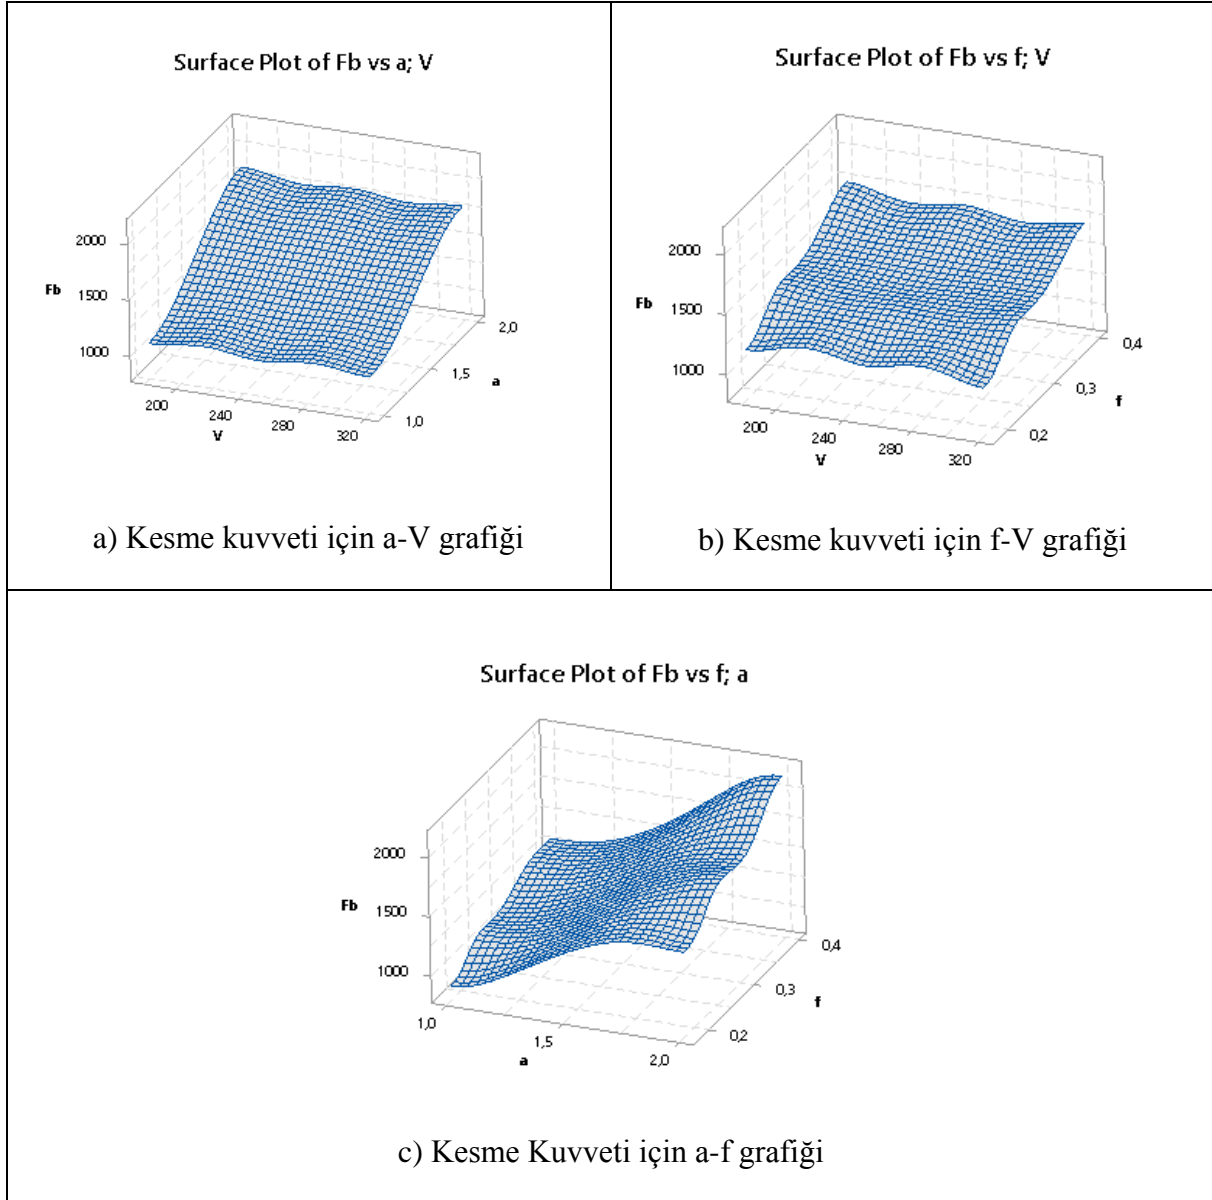 Surface Plot of Fb vs a; V
2000
Fb
1500
1000
200
240
280
320
V
1,0
1,5
2,0
a
a) Kesme kuvveti için a-V grafiği
Surface Plot of Fb vs f; V
2000
Fb
1500
1000
200
240
280
320
V
0,2
0,3
0,4
f
b) Kesme kuvveti için f-V grafiği
Surface Plot of Fb vs f; a
2000
Fb
1500
1000
1,0
1,5
2,0
a
0,2
0,3
0,4
f
c) Kesme Kuvveti için a-f grafiği